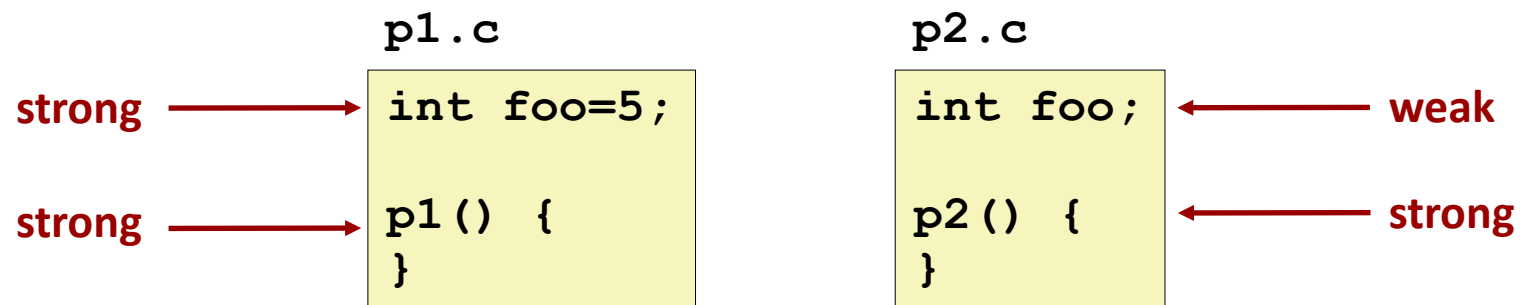 p1.c p2.c
strong int foo=5; int foo; weak
strong p1() { p2() { strong
} }